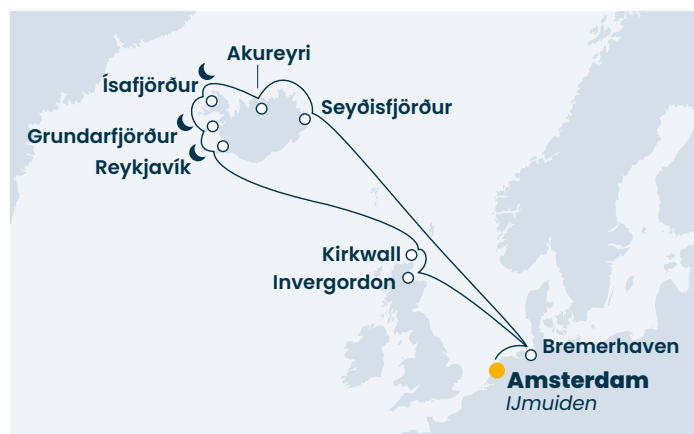 Akureyri
Ísafjörður
Seyðisfjörður
Grundarfjörður
Reykjavík
Kirkwall
Invergordon
Bremerhaven
Amsterdam
IJmuiden